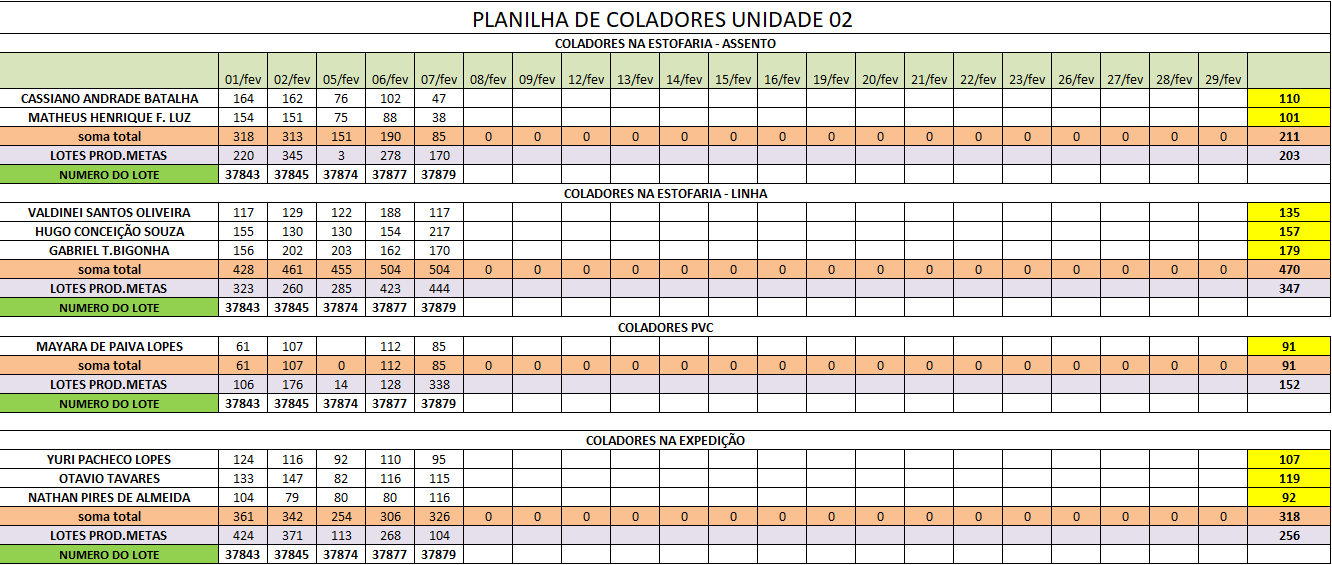 PLANILHA DE COLADORES UNIDADE 02
COLADORES NA ESTOFARIA - ASSENTO
01/fev 02/fev 05/fev 06/fev 07/fev 08/fev 09/fev 12/fev 13/fev 14/fev 15/fev 16/fev 19/fev 20/fev 21/fev 22/fev 23/fev 26/fev 27/fev 28/fev 29/fev
CASSIANO ANDRADE BATALHA 164 162 76 102 47 110
MATHEUS HENRIQUE F. LUZ 154 151 75 88 38 101
soma total 318 313 151 190 85 0 0 0 0 0 0 0 0 0 0 0 0 0 0 0 0 211
LOTES PROD.METAS 220 345 3 278 170 203
NUMERO DO LOTE 37843 37845 37874 37877 37879
COLADORES NA ESTOFARIA - LINHA
VALDINEI SANTOS OLIVEIRA 117 129 122 188 117 135
HUGO CONCEIÇÃO SOUZA 155 130 130 154 217 157
GABRIEL T.BIGONHA 156 202 203 162 170 179
soma total 428 461 455 504 504 0 0 0 0 0 0 0 0 0 0 0 0 0 0 0 0 470
LOTES PROD.METAS 323 260 285 423 444 347
NUMERO DO LOTE 37843 37845 37874 37877 37879
COLADORES PVC
MAYARA DE PAIVA LOPES 61 107 112 85 91
soma total 61 107 0 112 85 0 0 0 0 0 0 0 0 0 0 0 0 0 0 0 0 91
LOTES PROD.METAS 106 176 14 128 338 152
NUMERO DO LOTE 37843 37845 37874 37877 37879
COLADORES NA EXPEDIÇÃO
YURI PACHECO LOPES 124 116 92 110 95 107
OTAVIO TAVARES 133 147 82 116 115 119
NATHAN PIRES DE ALMEIDA 104 79 80 80 116 92
soma total 361 342 254 306 326 0 0 0 0 0 0 0 0 0 0 0 0 0 0 0 0 318
LOTES PROD.METAS 424 371 113 268 104 256
NUMERO DO LOTE 37843 37845 37874 37877 37879